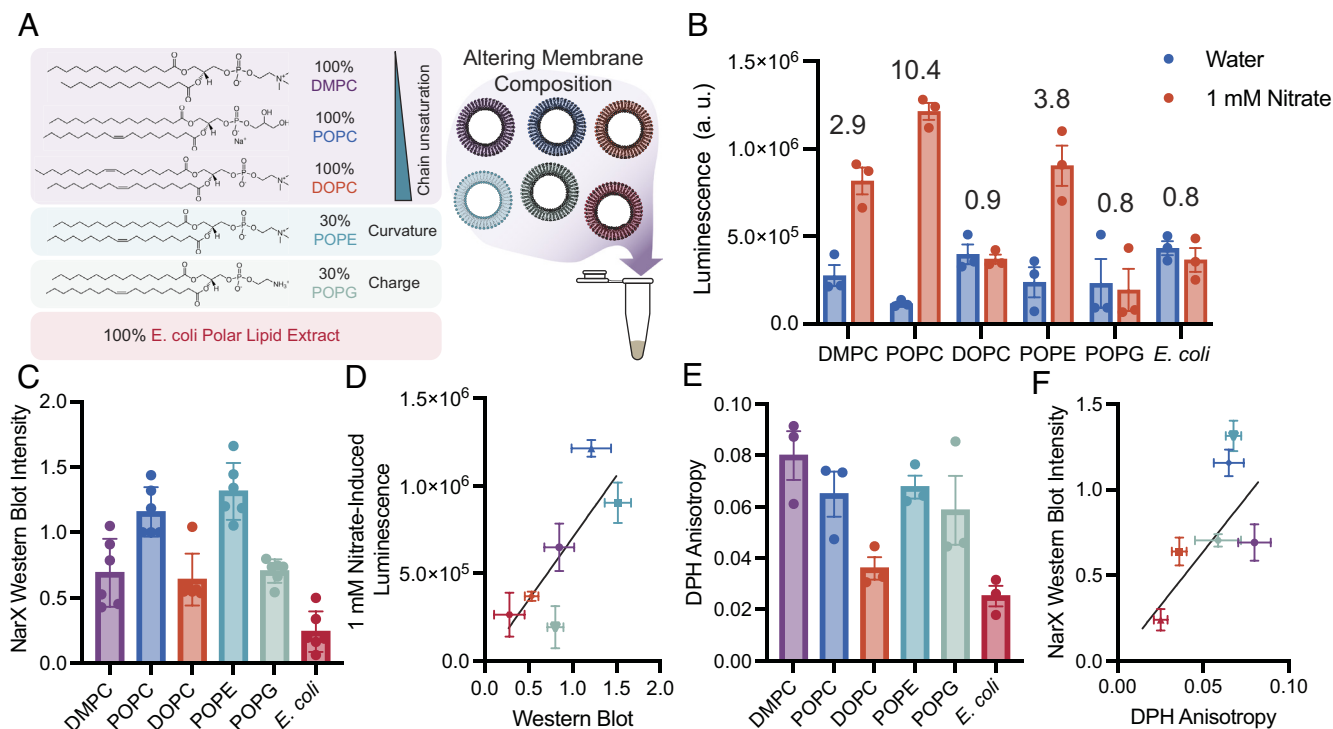 A
100%
DMPC
100%
POPC
100%
DOPC
Chain unsaturation
30%
POPE
Curvature
30%
POPG
Charge
100% E. coli Polar Lipid Extract
Altering Membrane
Composition
B
Luminescence (a. u.)
1.5×10⁶
1.0×10⁶
5.0×10⁵
0.0
2.9
10.4
0.9
3.8
0.8
0.8
Water
1 mM Nitrate
DMPC
POPC
DOPC
POPE
POPG
E. coli
C
NarX Western Blot Intensity
2.0
1.5
1.0
0.5
0.0
DMPC
POPC
DOPC
POPE
POPG
E. coli
D
1 mM Nitrate-Induced
Luminescence
1.5×10⁶
1.0×10⁶
5.0×10⁵
0.0
0.0 0.5 1.0 1.5 2.0
Western Blot
E
DPH Anisotropy
0.10
0.08
0.06
0.04
0.02
0.00
DMPC
POPC
DOPC
POPE
POPG
E. coli
F
NarX Western Blot Intensity
1.5
1.0
0.5
0.0
0.00 0.05 0.10
DPH Anisotropy